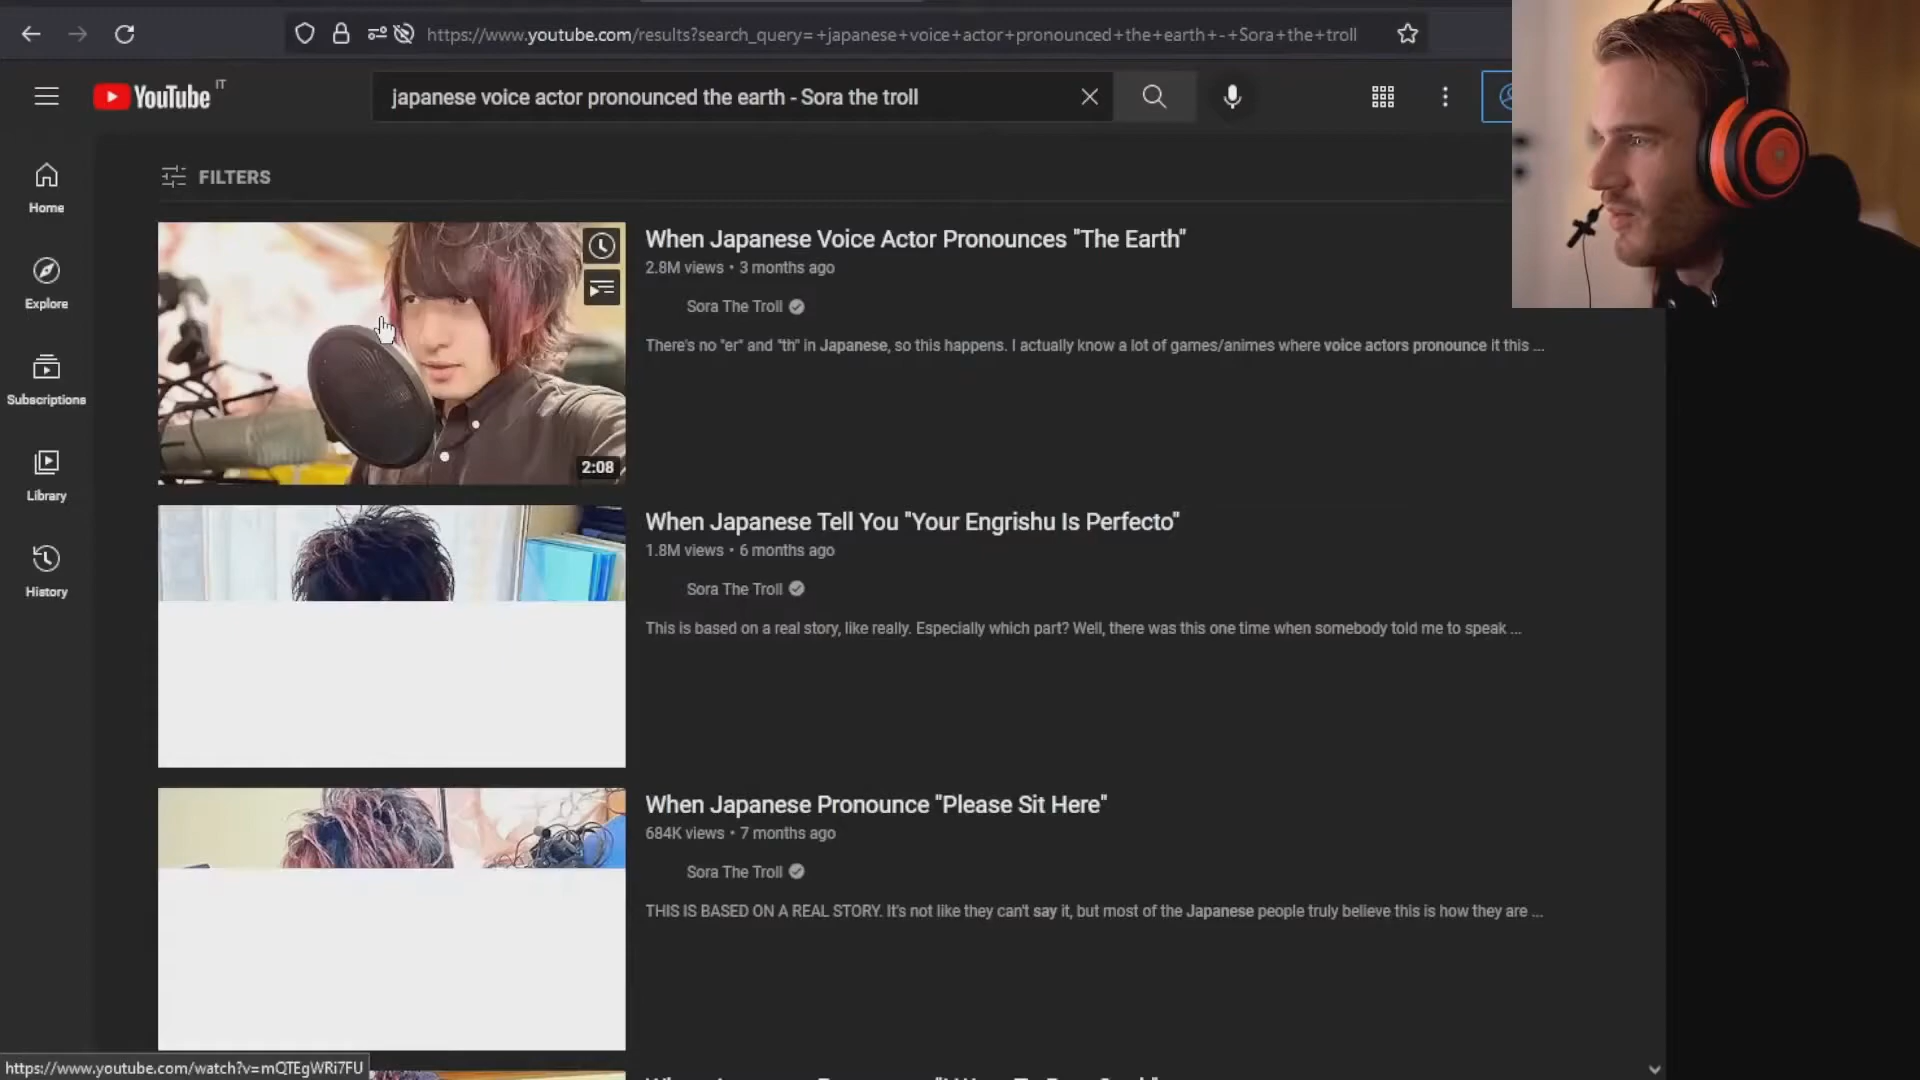 https://www.youtube.com/results?search_query=+japanese+voice+actor+pronounced+the+earth+-+Sora+the+troll
YouTube IT
japanese voice actor pronounced the earth - Sora the troll
Home
Explore
Subscriptions
Library
History
FILTERS
2:08
When Japanese Voice Actor Pronounces "The Earth"
2.8M views • 3 months ago
Sora The Troll
There's no "er" and "th" in Japanese, so this happens. I actually know a lot of games/animes where voice actors pronounce it this ...
When Japanese Tell You "Your Engrishu Is Perfecto"
1.8M views • 6 months ago
Sora The Troll
This is based on a real story, like really. Especially which part? Well, there was this one time when somebody told me to speak ...
When Japanese Pronounce "Please Sit Here"
684K views • 7 months ago
Sora The Troll
THIS IS BASED ON A REAL STORY. It's not like they can't say it, but most of the Japanese people truly believe this is how they are ...
https://www.youtube.com/watch?v=mQTEgWRi7FU